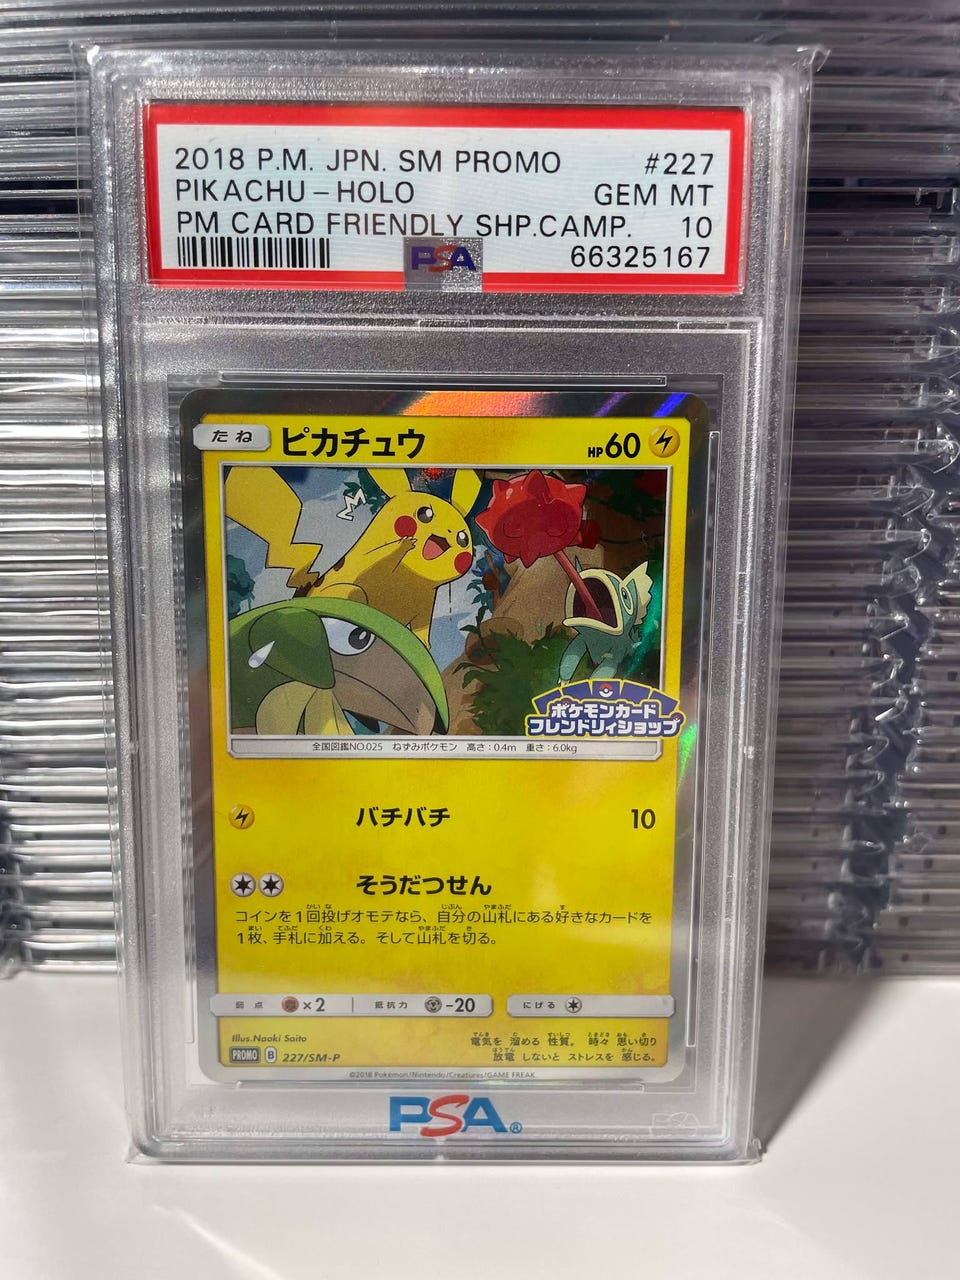 2018 P.M. JPN. SM PROMO #227
PIKACHU-HOLO GEM MT
PM CARD FRIENDLY SHP.CAMP. 10
PSA 66325167
たね ピカチュウ HP60
ポケモンカード
フレンドリィショップ
全国図鑑NO.025 ねずみポケモン 高さ:0.4m 重さ:6.0kg
バチバチ 10
そうだつせん
コインを1回投げオモテなら、自分の山札にある好きなカードを
1枚、手札に加える。そして山札を切る。
弱点 ×2 抵抗力 -20 にげる
Illus.Naoki Saito
電気を 溜める 性質。 時々 思い切り
放電 しないと ストレスを 感じる。
PROMO B 227/SM-P
©2018 Pokémon/Nintendo/Creatures/GAME FREAK.
PSA®
PSA